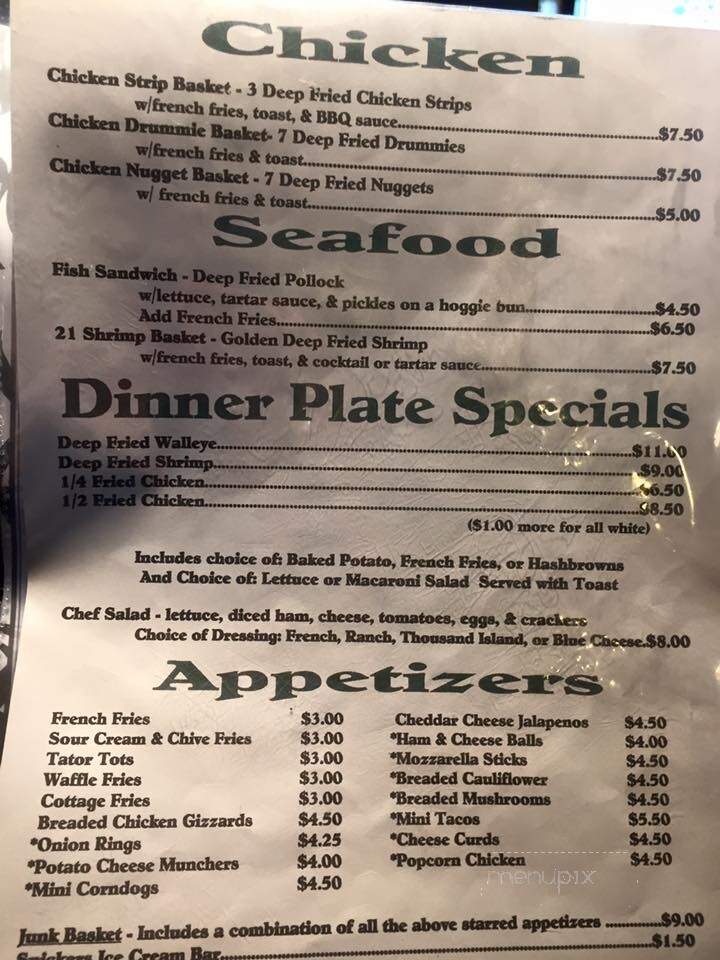 Chicken
Chicken Strip Basket - 3 Deep Fried Chicken Strips
w/french fries, toast, & BBQ sauce...$7.50
Chicken Drummie Basket- 7 Deep Fried Drummies
w/french fries & toast...$7.50
Chicken Nugget Basket - 7 Deep Fried Nuggets
w/ french fries & toast...$5.00
Seafood
Fish Sandwich - Deep Fried Pollock
w/lettuce, tartar sauce, & pickles on a hoggie bun...$4.50
Add French Fries...$6.50
21 Shrimp Basket - Golden Deep Fried Shrimp
w/french fries, toast, & cocktail or tartar sauce...$7.50
Dinner Plate Specials
Deep Fried Walleye...$11.00
Deep Fried Shrimp...$9.00
1/4 Fried Chicken...$6.50
1/2 Fried Chicken...$8.50
($1.00 more for all white)
Includes choice of: Baked Potato, French Fries, or Hashbrowns
And Choice of: Lettuce or Macaroni Salad Served with Toast
Chef Salad - lettuce, diced ham, cheese, tomatoes, eggs, & crackers
Choice of Dressing: French, Ranch, Thousand Island, or Blue Cheese.$8.00
Appetizers
French Fries $3.00
Sour Cream & Chive Fries $3.00
Tator Tots $3.00
Waffle Fries $3.00
Cottage Fries $3.00
Breaded Chicken Gizzards $4.50
*Onion Rings $4.25
*Potato Cheese Munchers $4.00
*Mini Corndogs $4.50
Cheddar Cheese Jalapenos $4.50
*Ham & Cheese Balls $4.00
*Mozzarella Sticks $4.50
*Breaded Cauliflower $4.50
*Breaded Mushrooms $4.50
*Mini Tacos $5.50
*Cheese Curds $4.50
*Popcorn Chicken $4.50
menupix
Junk Basket - Includes a combination of all the above starred appetizers ...$9.00
Snickers Ice Cream Bar...$1.50